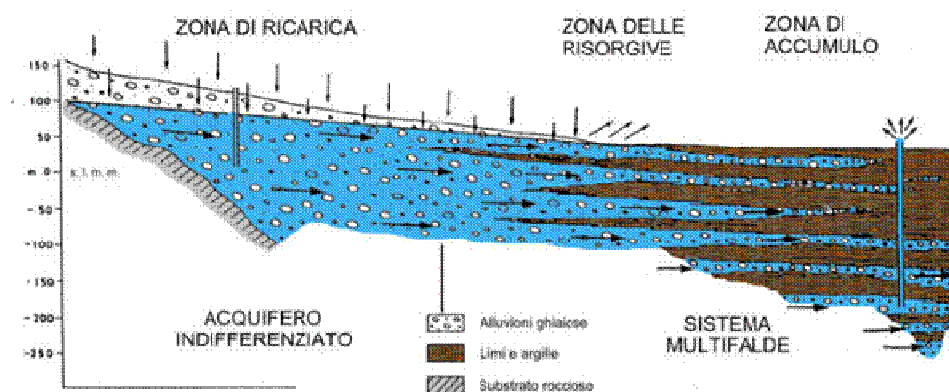 ZONA DI RICARICA
ZONA DELLE
RISORGIVE
ZONA DI
ACCUMULO
150
100
50
m 0
s. l. m. m.
-50
-100
-200
-250
ACQUIFERO
INDIFFERENZIATO
Alluvioni ghiaiose
Limi e argille
Substrato roccioso
SISTEMA
MULTIFALDE